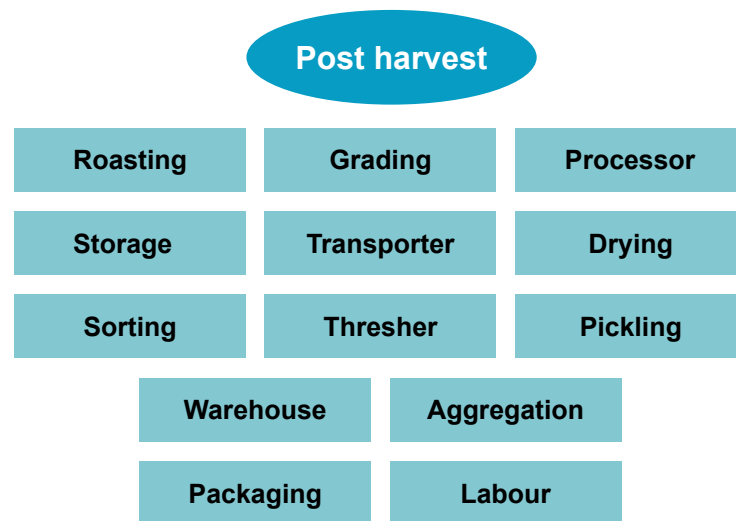 Post harvest
Roasting
Grading
Processor
Storage
Transporter
Drying
Sorting
Thresher
Pickling
Warehouse
Aggregation
Packaging
Labour